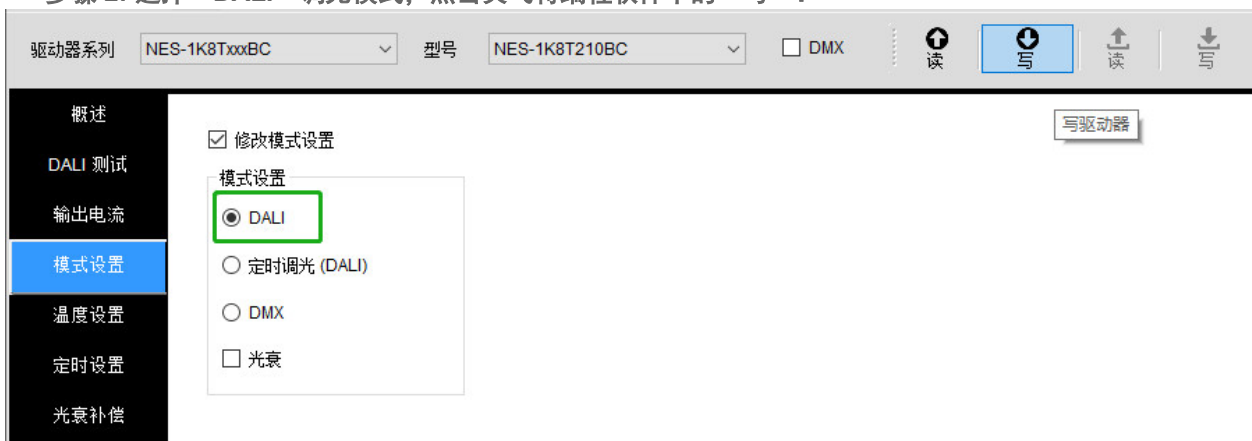 驱动器系列 NES-1K8TxxxBC 型号 NES-1K8T210BC DMX 读 写 读 写
写驱动器
概述
修改模式设置
DALI 测试
模式设置
输出电流
DALI
模式设置
定时调光 (DALI)
温度设置
DMX
定时设置
光衰
光衰补偿